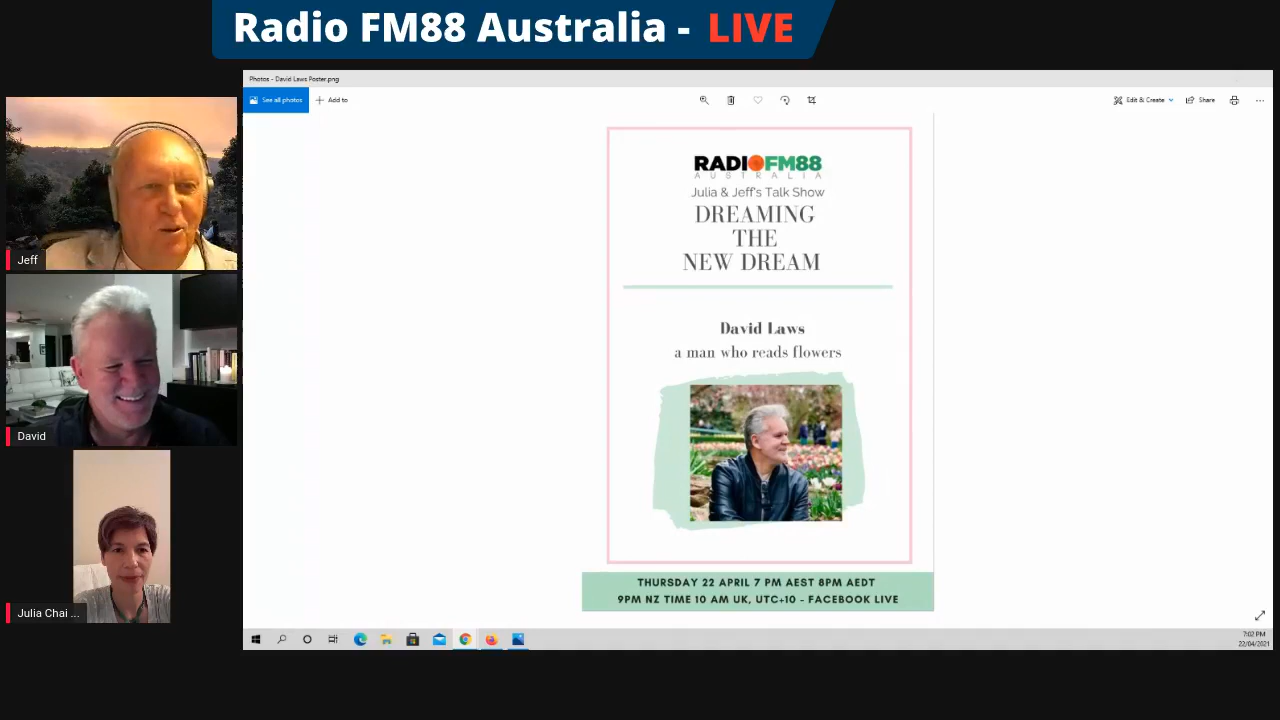 Radio FM88 Australia - LIVE
Photos - David Laws Poster.png
See all photos
Add to
Edit & Create
Share
RADIOFM88
AUSTRALIA
Julia & Jeff's Talk Show
DREAMING
THE
NEW DREAM
David Laws
a man who reads flowers
THURSDAY 22 APRIL 7 PM AEST 8PM AEDT
9PM NZ TIME 10 AM UK, UTC+10 - FACEBOOK LIVE
Jeff
David
Julia Chai ...
7:02 PM
22/04/2021